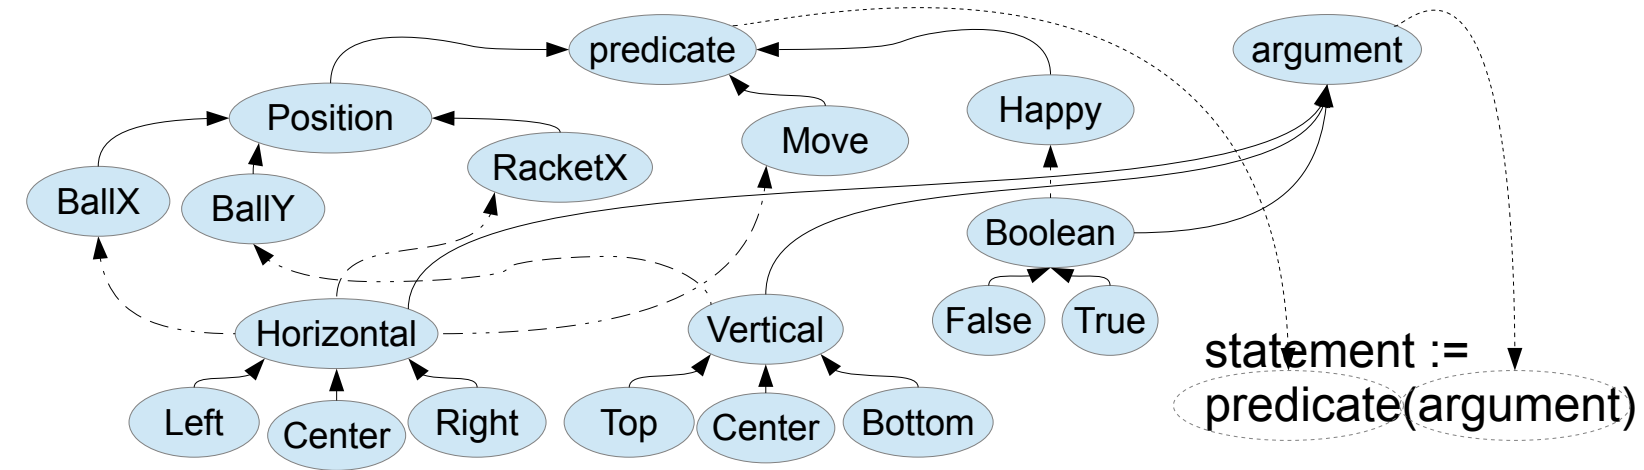 predicate
argument
Position
Happy
Move
RacketX
BallX
BallY
Boolean
Horizontal
Vertical
False
True
Left
Center
Right
Top
Center
Bottom
statement :=
predicate(argument)